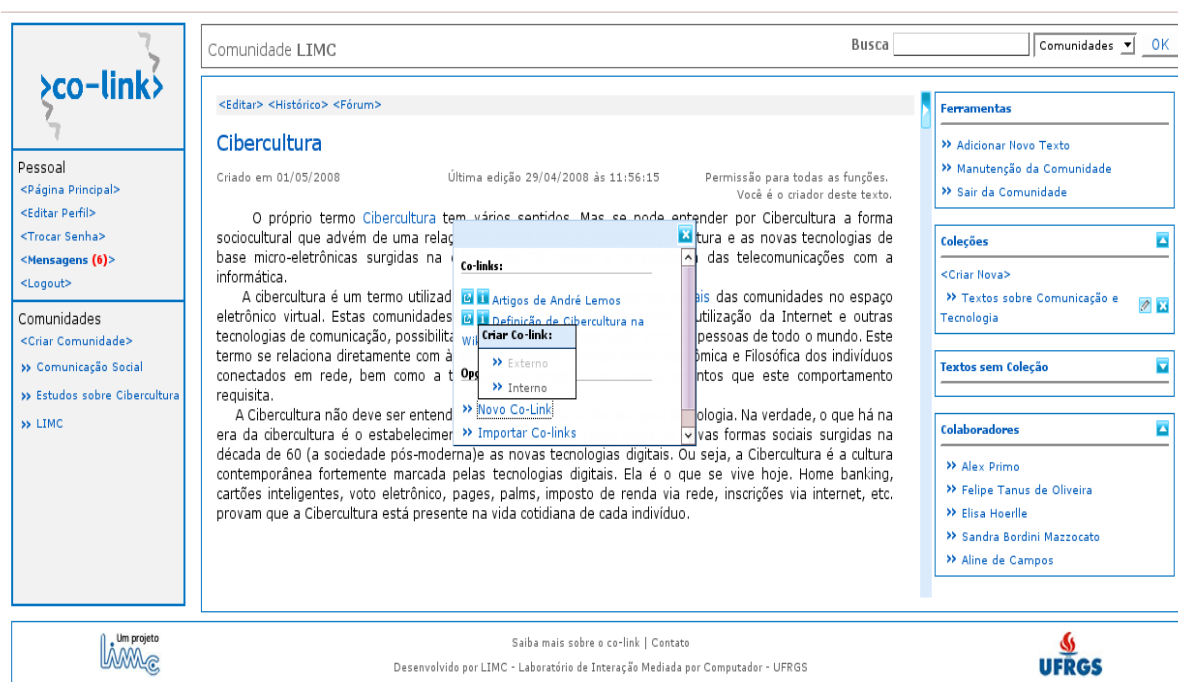 >co-link>
Comunidade LIMC
Busca
Comunidades
OK
Pessoal
<Página Principal>
<Editar Perfil>
<Trocar Senha>
<Mensagens (6)>
<Logout>
Comunidades
<Criar Comunidade>
>> Comunicação Social
>> Estudos sobre Cibercultura
>> LIMC
<Editar> <Histórico> <Fórum>
Cibercultura
Criado em 01/05/2008 Última edição 29/04/2008 às 11:56:15 Permissão para todas as funções.
Você é o criador deste texto.
O próprio termo Cibercultura tem vários sentidos. Mas se pode entender por Cibercultura a forma
sociocultural que advém de uma tura e as novas tecnologias de
base micro-eletrônicas surgidas na das telecomunicações com a
informática.
A cibercultura é um termo das comunidades no espaço
eletrônico virtual. Estas comunidades utilização da Internet e outras
tecnologias de comunicação, pessoas de todo o mundo. Este
termo se relaciona diretamente com à e Filosófica dos indivíduos
conectados em rede, bem como a que este comportamento
requisita.
A Cibercultura não deve ser Na verdade, o que há na
era da cibercultura é o formas sociais surgidas na
década de 60 (a sociedade pós-moderna)e as novas tecnologias digitais. Ou seja, a Cibercultura é a cultura
contemporânea fortemente marcada pelas tecnologias digitais. Ela é o que se vive hoje. Home banking,
cartões inteligentes, voto eletrônico, pages, palms, imposto de renda via rede, inscrições via internet, etc.
provam que a Cibercultura está presente na vida cotidiana de cada indivíduo.
Co-links:
Artigos de André Lemos
Definição de Cibercultura na
Criar Co-link:
>> Externo
>> Interno
>> Novo Co-Link
>> Importar Co-links
Ferramentas
>> Adicionar Novo Texto
>> Manutenção da Comunidade
>> Sair da Comunidade
Coleções
<Criar Nova>
>> Textos sobre Comunicação e
Tecnologia
Textos sem Coleção
Colaboradores
>> Alex Primo
>> Felipe Tanus de Oliveira
>> Elisa Hoerlle
>> Sandra Bordini Mazzocato
>> Aline de Campos
Um projeto
LIMC
Saiba mais sobre o co-link | Contato
Desenvolvido por LIMC - Laboratório de Interação Mediada por Computador - UFRGS
UFRGS